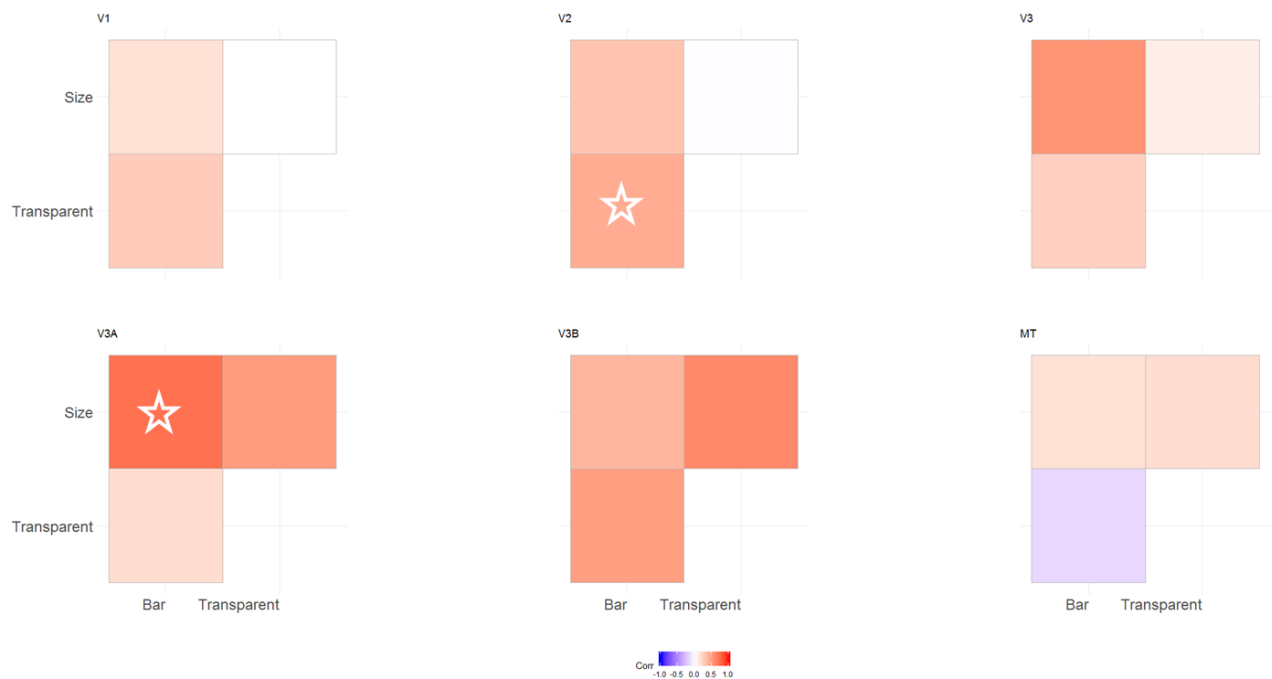 V1
V2
V3
Size
Transparent
V3A
V3B
MT
Size
Transparent
Bar Transparent
Bar Transparent
Bar Transparent
Corr
-1.0 -0.5 0.0 0.5 1.0